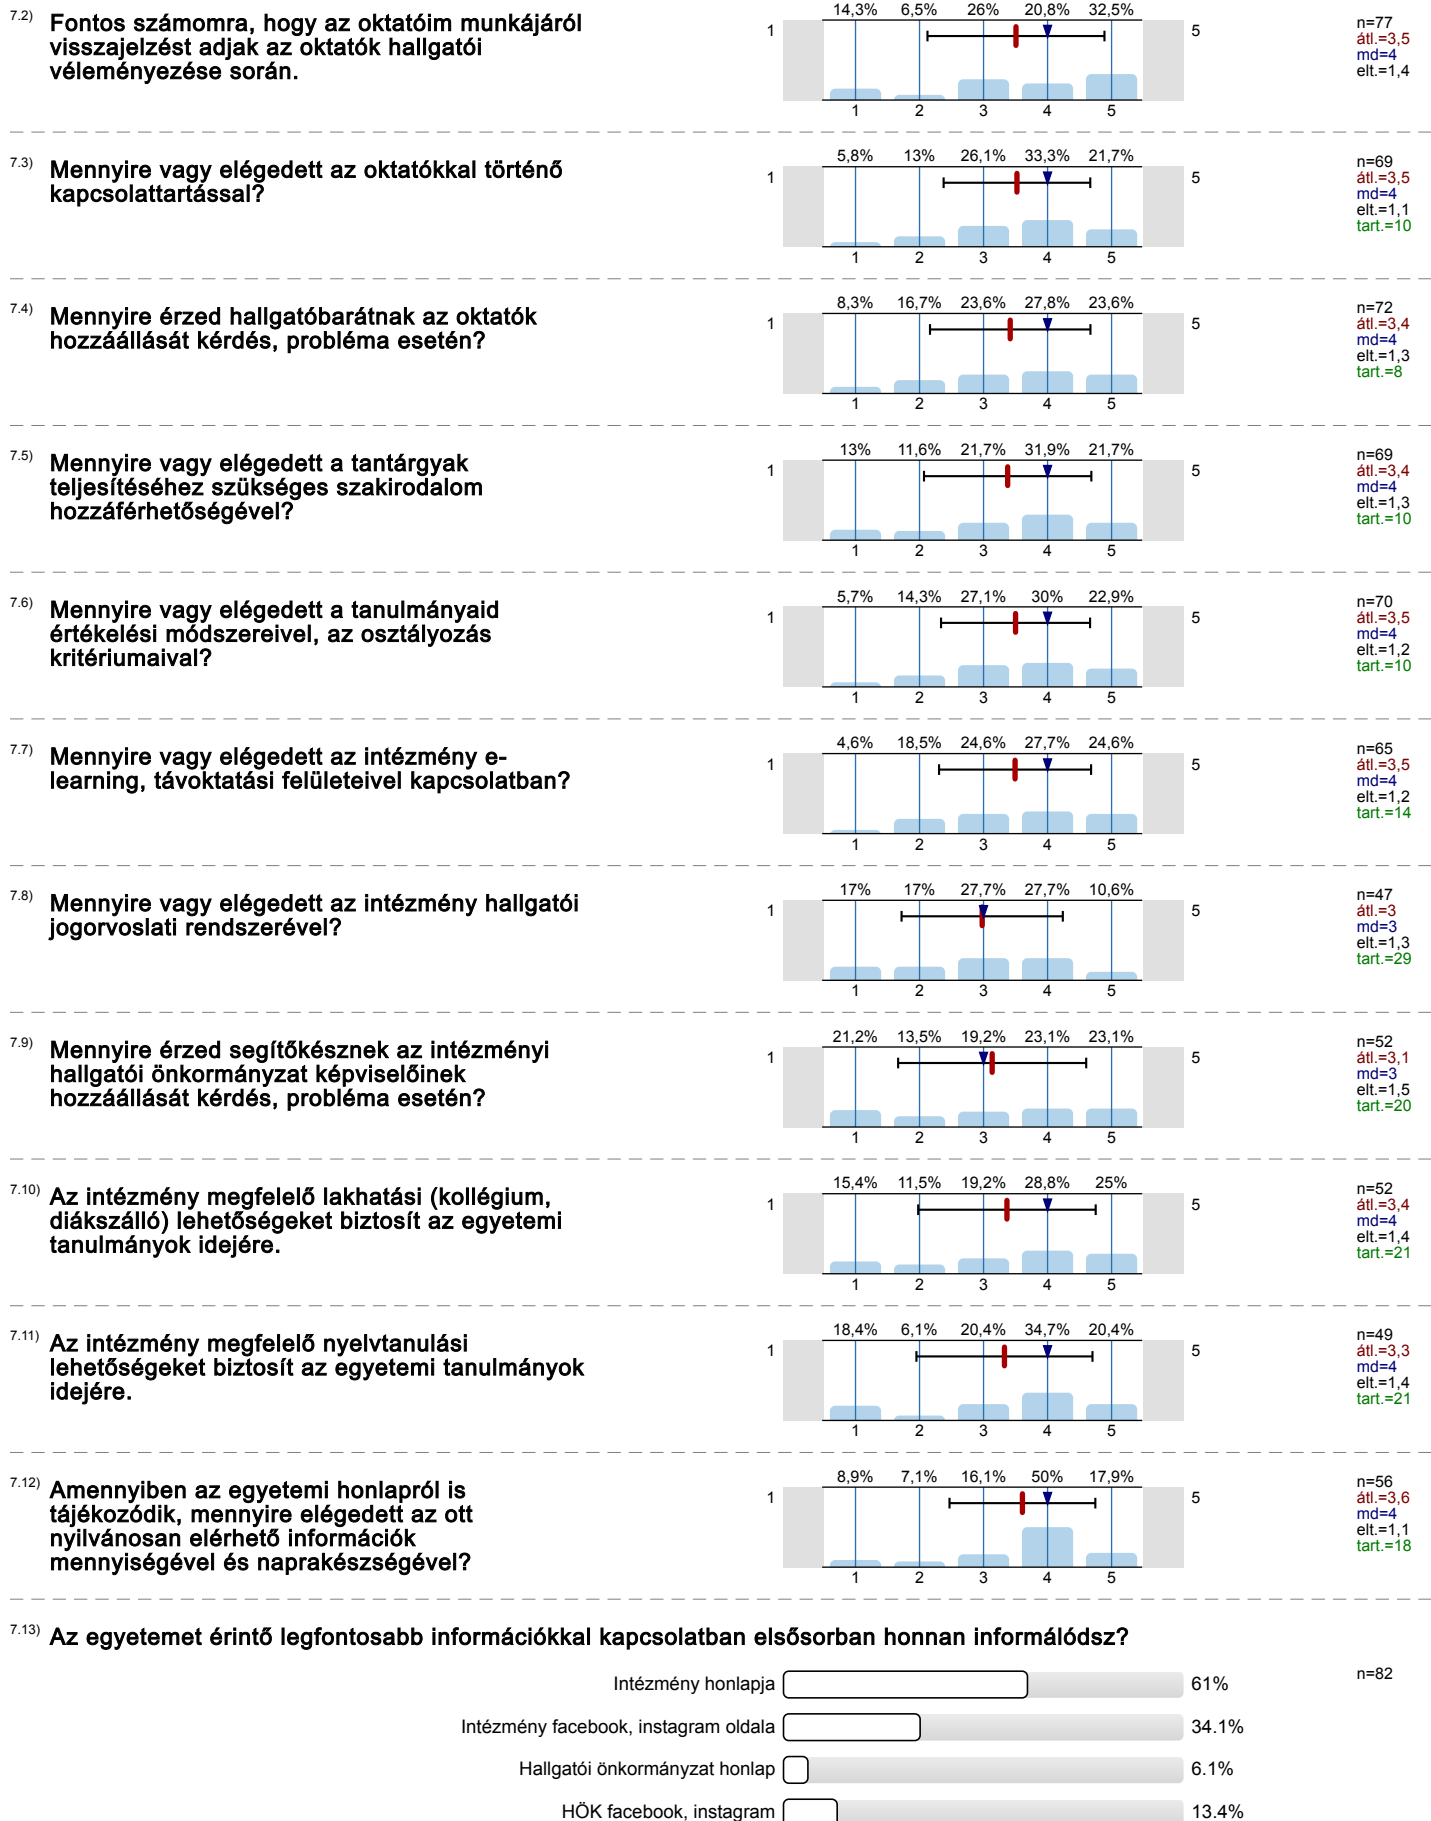 7.2) Fontos számomra, hogy az oktatóim munkájáról
visszajelzést adjak az oktatók hallgatói
véleményezése során.
14,3% 6,5% 26% 20,8% 32,5%
1 5
1 2 3 4 5
n=77
átl.=3,5
md=4
elt.=1,4
7.3) Mennyire vagy elégedett az oktatókkal történő
kapcsolattartással?
5,8% 13% 26,1% 33,3% 21,7%
1 5
1 2 3 4 5
n=69
átl.=3,5
md=4
elt.=1,1
tart.=10
7.4) Mennyire érzed hallgatóbarátnak az oktatók
hozzáállását kérdés, probléma esetén?
8,3% 16,7% 23,6% 27,8% 23,6%
1 5
1 2 3 4 5
n=72
átl.=3,4
md=4
elt.=1,3
tart.=8
7.5) Mennyire vagy elégedett a tantárgyak
teljesítéséhez szükséges szakirodalom
hozzáférhetőségével?
13% 11,6% 21,7% 31,9% 21,7%
1 5
1 2 3 4 5
n=69
átl.=3,4
md=4
elt.=1,3
tart.=10
7.6) Mennyire vagy elégedett a tanulmányaid
értékelési módszereivel, az osztályozás
kritériumaival?
5,7% 14,3% 27,1% 30% 22,9%
1 5
1 2 3 4 5
n=70
átl.=3,5
md=4
elt.=1,2
tart.=10
7.7) Mennyire vagy elégedett az intézmény e-
learning, távoktatási felületeivel kapcsolatban?
4,6% 18,5% 24,6% 27,7% 24,6%
1 5
1 2 3 4 5
n=65
átl.=3,5
md=4
elt.=1,2
tart.=14
7.8) Mennyire vagy elégedett az intézmény hallgatói
jogorvoslati rendszerével?
17% 17% 27,7% 27,7% 10,6%
1 5
1 2 3 4 5
n=47
átl.=3
md=3
elt.=1,3
tart.=29
7.9) Mennyire érzed segítőkésznek az intézményi
hallgatói önkormányzat képviselőinek
hozzáállását kérdés, probléma esetén?
21,2% 13,5% 19,2% 23,1% 23,1%
1 5
1 2 3 4 5
n=52
átl.=3,1
md=3
elt.=1,5
tart.=20
7.10) Az intézmény megfelelő lakhatási (kollégium,
diákszálló) lehetőségeket biztosít az egyetemi
tanulmányok idejére.
15,4% 11,5% 19,2% 28,8% 25%
1 5
1 2 3 4 5
n=52
átl.=3,4
md=4
elt.=1,4
tart.=21
7.11) Az intézmény megfelelő nyelvtanulási
lehetőségeket biztosít az egyetemi tanulmányok
idejére.
18,4% 6,1% 20,4% 34,7% 20,4%
1 5
1 2 3 4 5
n=49
átl.=3,3
md=4
elt.=1,4
tart.=21
7.12) Amennyiben az egyetemi honlapról is
tájékozódik, mennyire elégedett az ott
nyilvánosan elérhető információk
mennyiségével és naprakészségével?
8,9% 7,1% 16,1% 50% 17,9%
1 5
1 2 3 4 5
n=56
átl.=3,6
md=4
elt.=1,1
tart.=18
7.13) Az egyetemet érintő legfontosabb információkkal kapcsolatban elsősorban honnan informálódsz?
Intézmény honlapja 61% n=82
Intézmény facebook, instagram oldala 34.1%
Hallgatói önkormányzat honlap 6.1%
HÖK facebook, instagram 13.4%